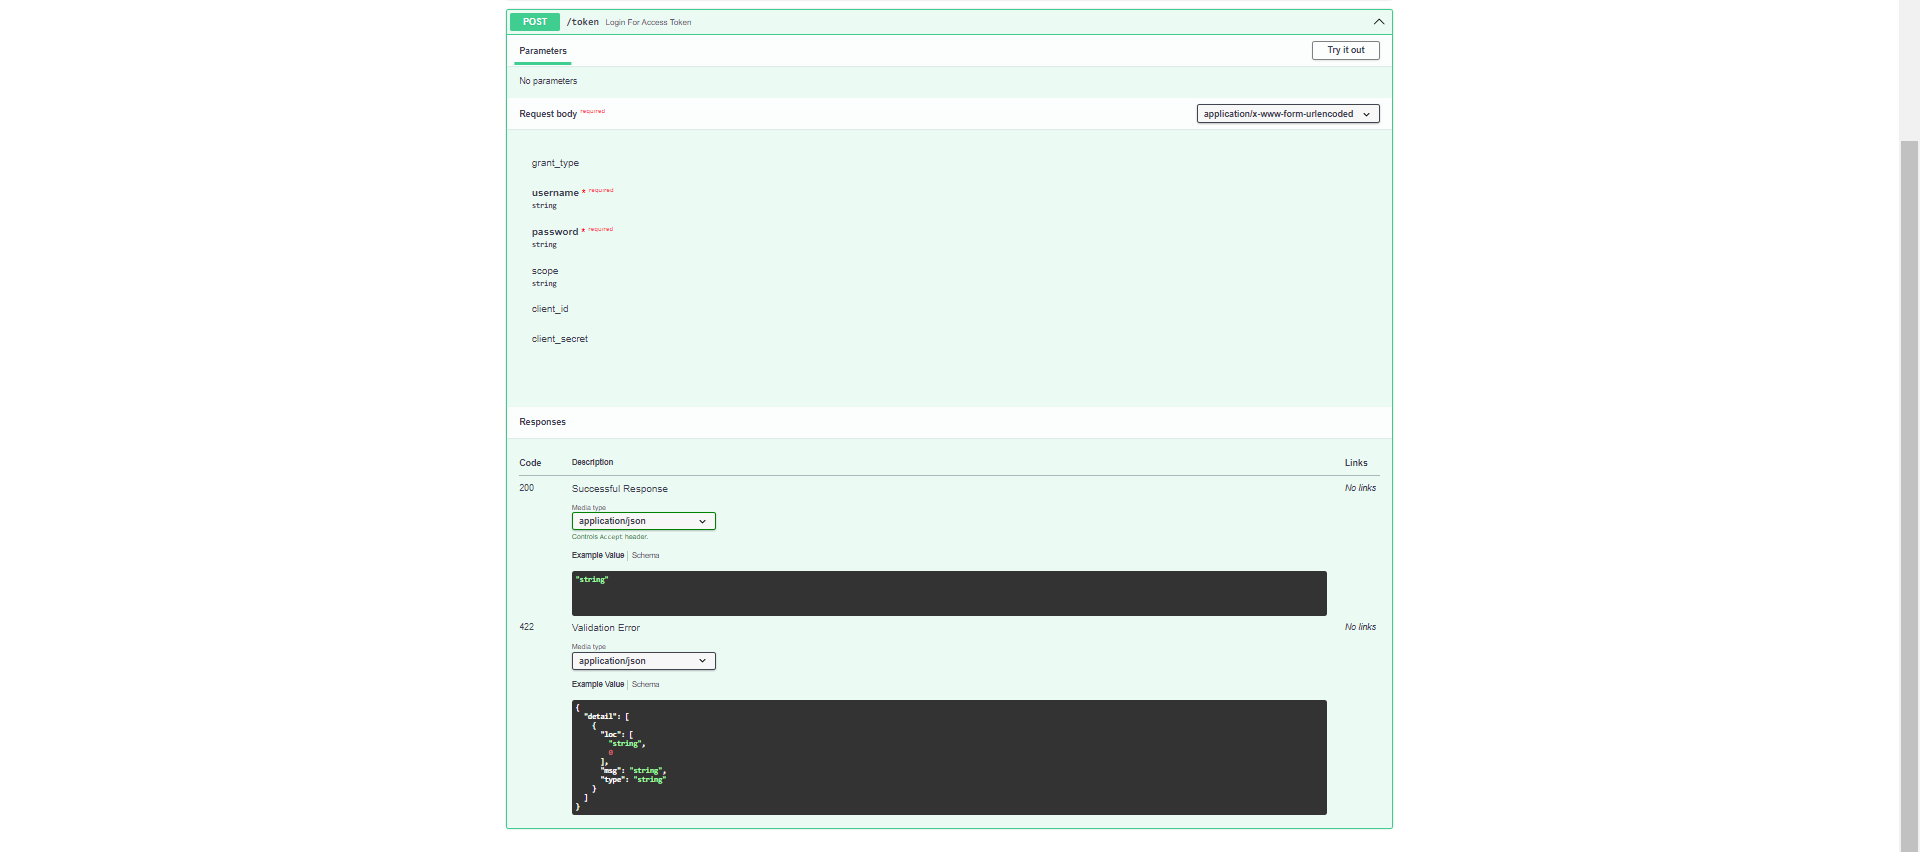 POST /token Login For Access Token
Parameters
Try it out
No parameters
Request body required
application/x-www-form-urlencoded
grant_type
username * required
string
password * required
string
scope
string
client_id
client_secret
Responses
Code Description Links
200 Successful Response No links
Media type
application/json
Controls Accept header.
Example Value | Schema
"string"
422 Validation Error No links
Media type
application/json
Example Value | Schema
{
  "detail": [
    {
      "loc": [
        "string",
        0
      ],
      "msg": "string",
      "type": "string"
    }
  ]
}